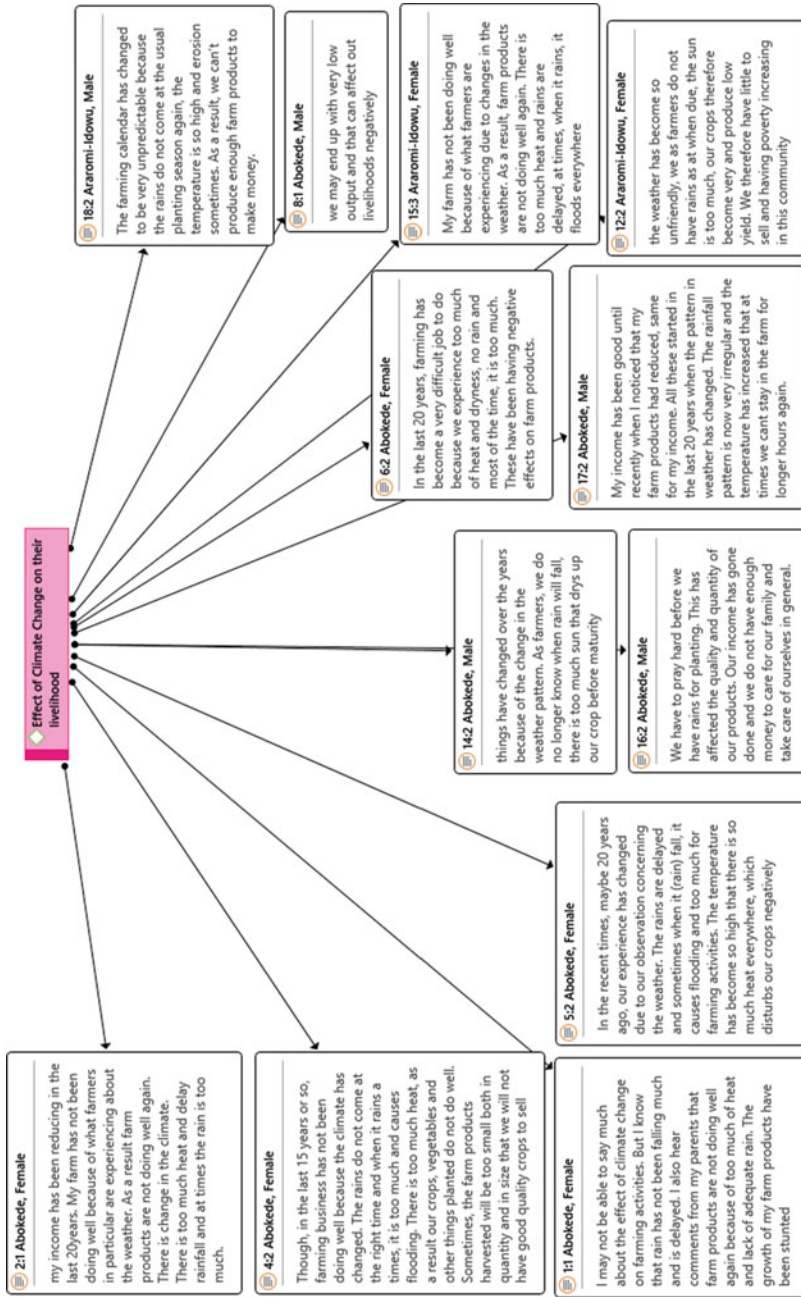 Effect of Climate Change on their
livelihood
2:1 Abokede, Female
my income has been reducing in the
last 20years. My farm has not been
doing well because of what farmers
in particular are experiencing about
the weather. As a result farm
products are not doing well again.
There is change in the climate.
There is too much heat and delay
rainfall and at times the rain is too
much.
4:2 Abokede, Female
Though, in the last 15 years or so,
farming business has not been
doing well because the climate has
changed. The rains do not come at
the right time and when it rains a
times, it is too much and causes
flooding. There is too much heat, as
a result our crops, vegetables and
other things planted do not do well.
Sometimes, the farm products
harvested will be too small both in
quantity and in size that we will not
have good quality crops to sell
1:1 Abokede, Female
I may not be able to say much
about the effect of climate change
on farming activities. But I know
that rain has not been falling much
and is delayed. I also hear
comments from my parents that
farm products are not doing well
again because of too much of heat
and lack of adequate rain. The
growth of my farm products have
been stunted
5:2 Abokede, Female
In the recent times, maybe 20 years
ago, our experience has changed
due to our observation concerning
the weather. The rains are delayed
and sometimes when it (rain) fall, it
causes flooding and too much for
farming activities. The temperature
has become so high that there is so
much heat everywhere, which
disturbs our crops negatively
14:2 Abokede, Male
things have changed over the years
because of the change in the
weather pattern. As farmers, we do
no longer know when rain will fall,
there is too much sun that drys up
our crop before maturity
16:2 Abokede, Male
We have to pray hard before we
have rains for planting. This has
affected the quality and quantity of
our products. Our income has gone
done and we do not have enough
money to care for our family and
take care of ourselves in general.
6:2 Abokede, Female
In the last 20 years, farming has
become a very difficult job to do
because we experience too much
of heat and dryness, no rain and
most of the time, it is too much.
These have been having negative
effects on farm products.
17:2 Abokede, Male
My income has been good until
recently when I noticed that my
farm products had reduced, same
for my income. All these started in
the last 20 years when the pattern in
weather has changed. The rainfall
pattern is now very irregular and the
temperature has increased that at
times we cant stay in the farm for
longer hours again.
18:2 Araromi-Idowu, Male
The farming calendar has changed
to be very unpredictable because
the rains do not come at the usual
planting season again, the
temperature is so high and erosion
sometimes. As a result, we can't
produce enough farm products to
make money.
8:1 Abokede, Male
we may end up with very low
output and that can affect out
livelihoods negatively
15:3 Araromi-Idowu, Female
My farm has not been doing well
because of what farmers are
experiencing due to changes in the
weather. As a result, farm products
are not doing well again. There is
too much heat and rains are
delayed, at times, when it rains, it
floods everywhere
12:2 Araromi-Idowu, Female
the weather has become so
unfriendly, we as farmers do not
have rains as at when due, the sun
is too much, our crops therefore
become very and produce low
yield. We therefore have little to
sell and having poverty increasing
in this community